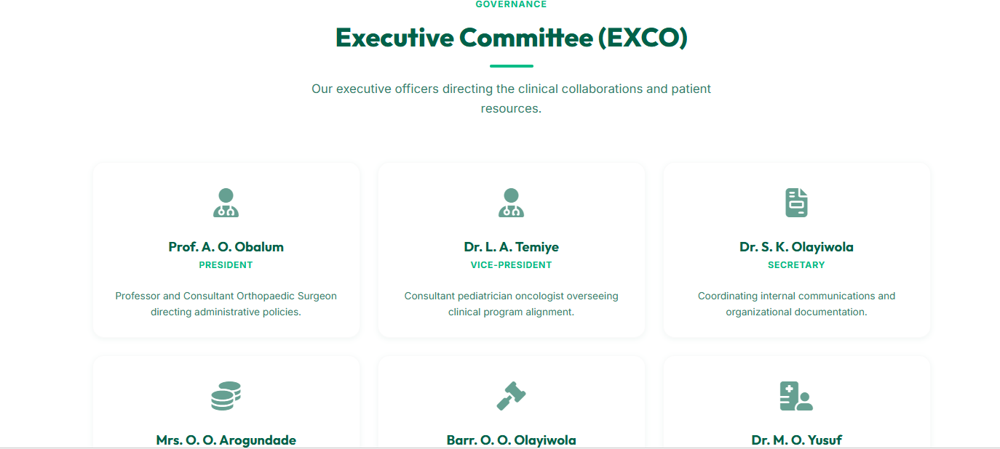 GOVERNANCE
Executive Committee (EXCO)
Our executive officers directing the clinical collaborations and patient
resources.
Prof. A. O. Obalum
PRESIDENT
Professor and Consultant Orthopaedic Surgeon
directing administrative policies.
Dr. L. A. Temiye
VICE-PRESIDENT
Consultant pediatrician oncologist overseeing
clinical program alignment.
Dr. S. K. Olayiwola
SECRETARY
Coordinating internal communications and
organizational documentation.
Mrs. O. O. Arogundade
Barr. O. O. Olayiwola
Dr. M. O. Yusuf